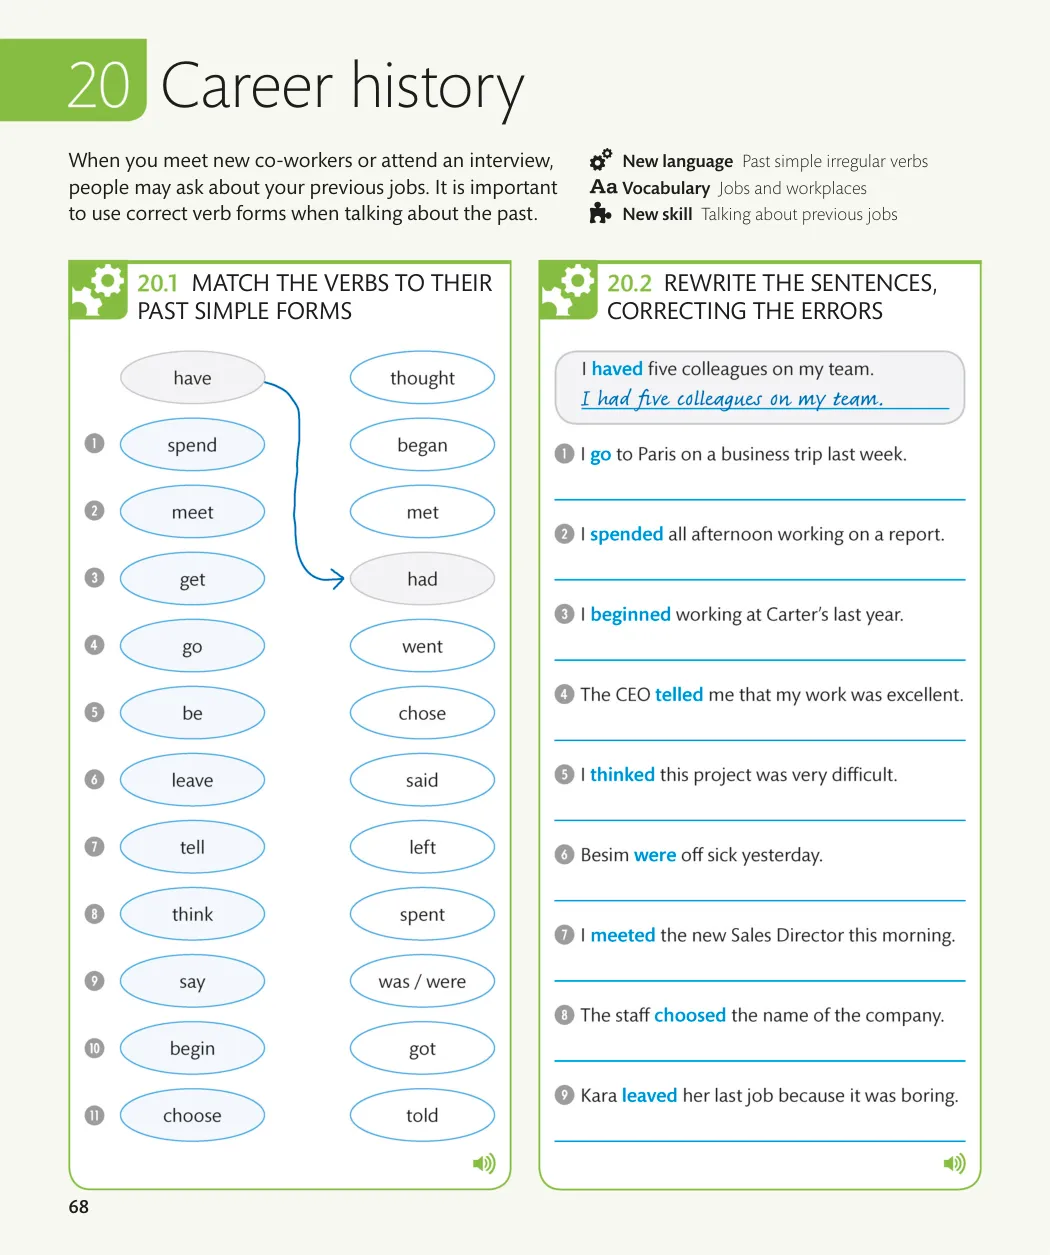 20 Career history
When you meet new co-workers or attend an interview,
people may ask about your previous jobs. It is important
to use correct verb forms when talking about the past.
New language Past simple irregular verbs
Aa Vocabulary Jobs and workplaces
New skill Talking about previous jobs
20.1 MATCH THE VERBS TO THEIR
PAST SIMPLE FORMS
have
thought
1 spend
began
2 meet
met
3 get
had
4 go
went
5 be
chose
6 leave
said
7 tell
left
8 think
spent
9 say
was / were
10 begin
got
11 choose
told
20.2 REWRITE THE SENTENCES,
CORRECTING THE ERRORS
I haved five colleagues on my team.
I had five colleagues on my team.
1 I go to Paris on a business trip last week.
2 I spended all afternoon working on a report.
3 I beginned working at Carter’s last year.
4 The CEO telled me that my work was excellent.
5 I thinked this project was very difficult.
6 Besim were off sick yesterday.
7 I meeted the new Sales Director this morning.
8 The staff choosed the name of the company.
9 Kara leaved her last job because it was boring.
68